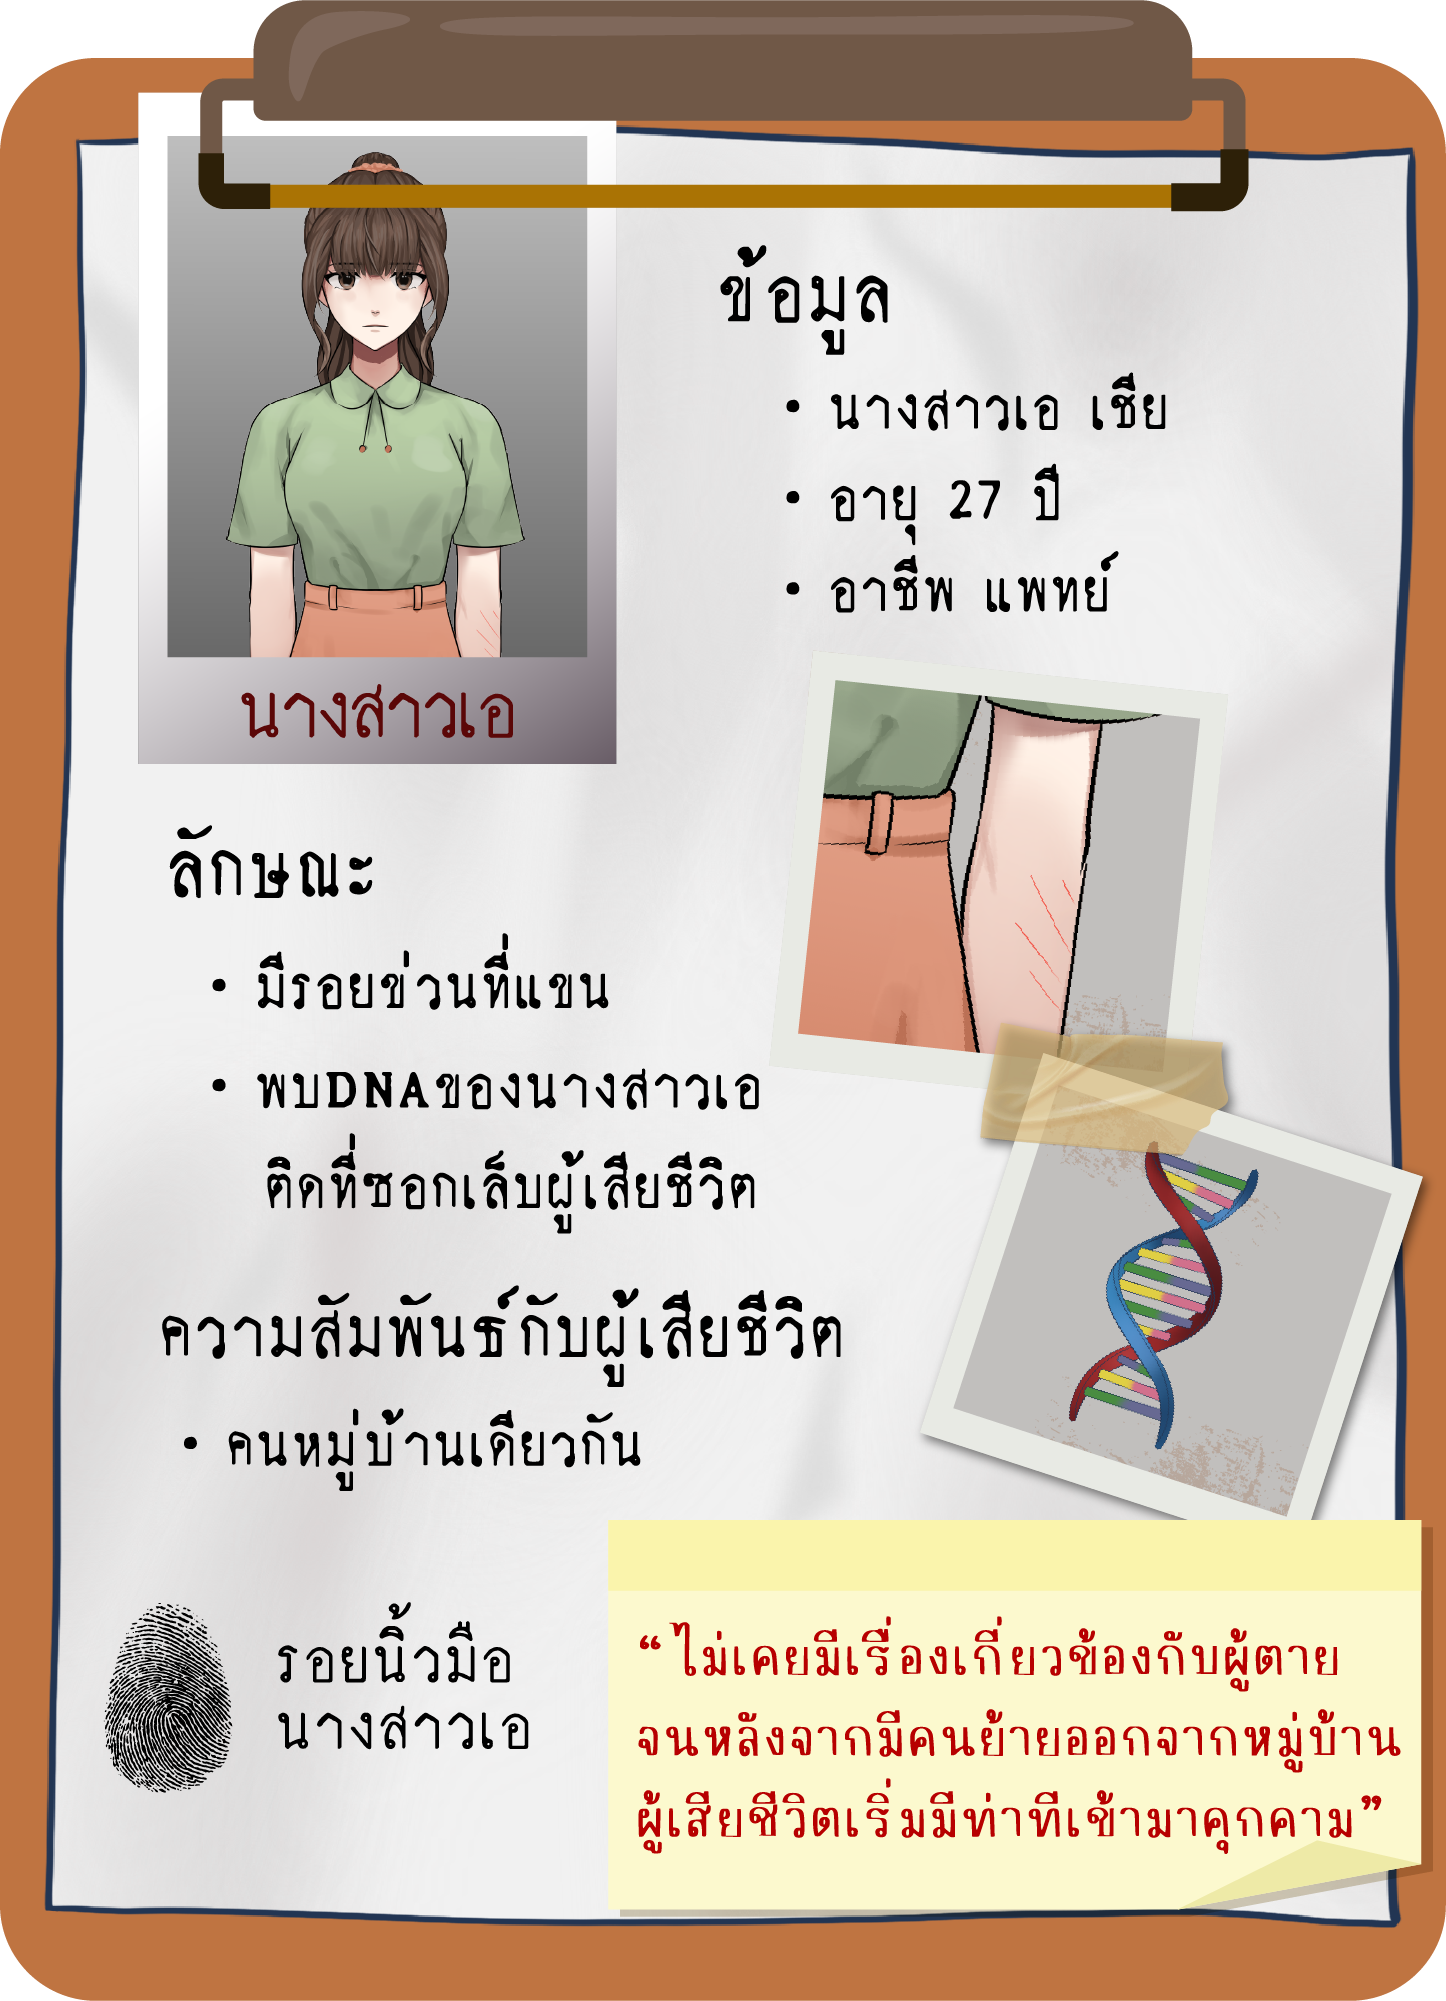 นางสาวเอ
ข้อมูล
• นางสาวเอ เชีย
• อายุ 27 ปี
• อาชีพ แพทย์
ลักษณะ
• มีรอยข่วนที่แขน
• พบDNAของนางสาวเอ
ติดที่ซอกเล็บผู้เสียชีวิต
ความสัมพันธ์กับผู้เสียชีวิต
• คนหมู่บ้านเดียวกัน
รอยนิ้วมือ
นางสาวเอ
“ ไม่เคยมีเรื่องเกี่ยวข้องกับผู้ตาย
จนหลังจากมีคนย้ายออกจากหมู่บ้าน
ผู้เสียชีวิตเริ่มมีท่าทีเข้ามาคุกคาม”